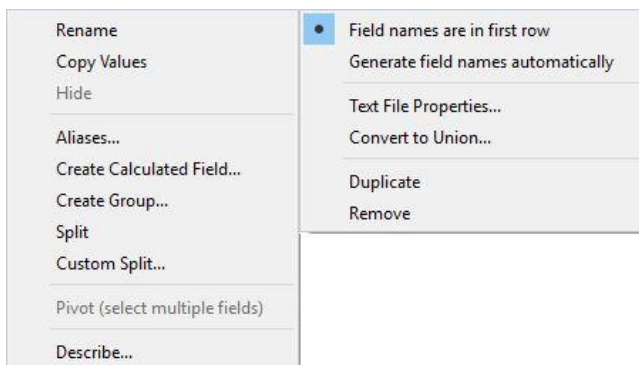 Rename
Copy Values
Hide
Aliases...
Create Calculated Field...
Create Group...
Split
Custom Split...
Pivot (select multiple fields)
Describe...
Field names are in first row
Generate field names automatically
Text File Properties...
Convert to Union...
Duplicate
Remove